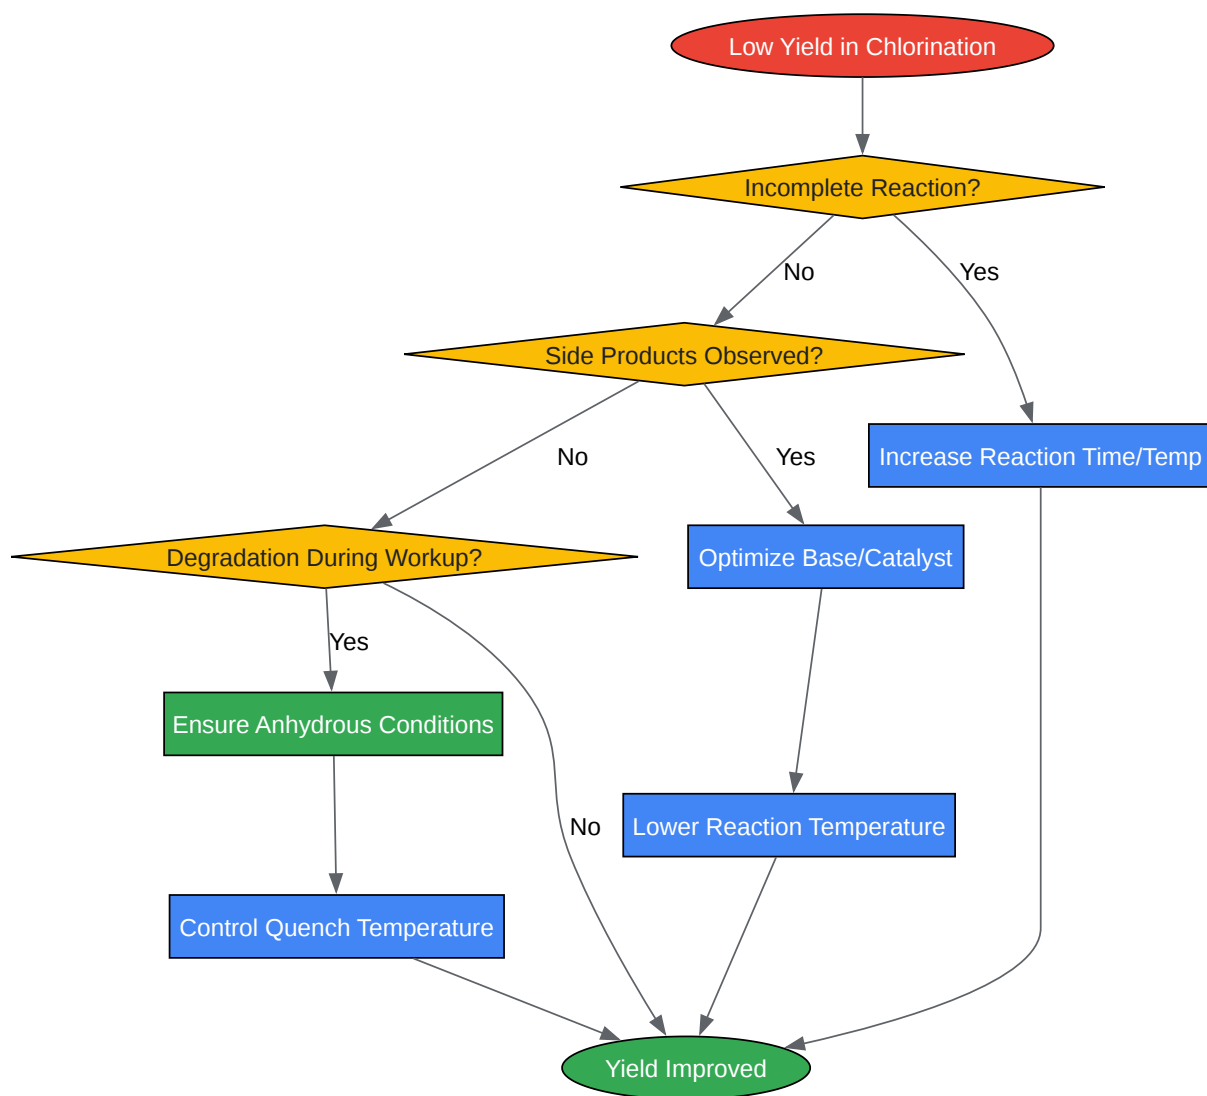 Low Yield in Chlorination
Incomplete Reaction?
No
Yes
Side Products Observed?
Increase Reaction Time/Temp
No
Yes
Degradation During Workup?
Optimize Base/Catalyst
Yes
Ensure Anhydrous Conditions
No
Lower Reaction Temperature
Control Quench Temperature
Yield Improved